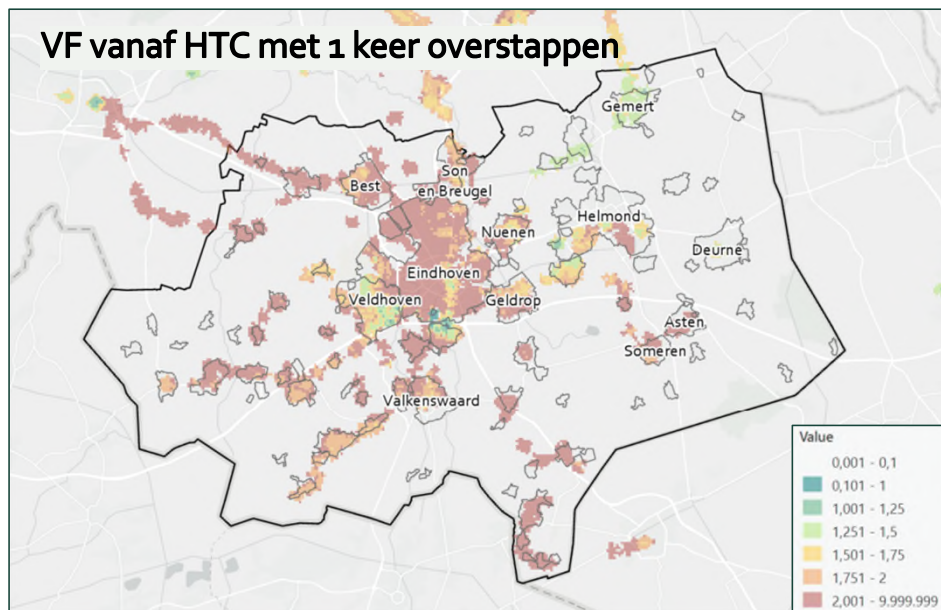 VF vanaf HTC met 1 keer overstappen
Gemert
Son
en Breugel
Best
Nuenen
Helmond
Deurne
Eindhoven
Veldhoven
Geldrop
Asten
Someren
Valkenswaard
Value
0,001 - 0,1
0,101 - 1
1,001 - 1,25
1,251 - 1,5
1,501 - 1,75
1,751 - 2
2,001 - 9.999.999